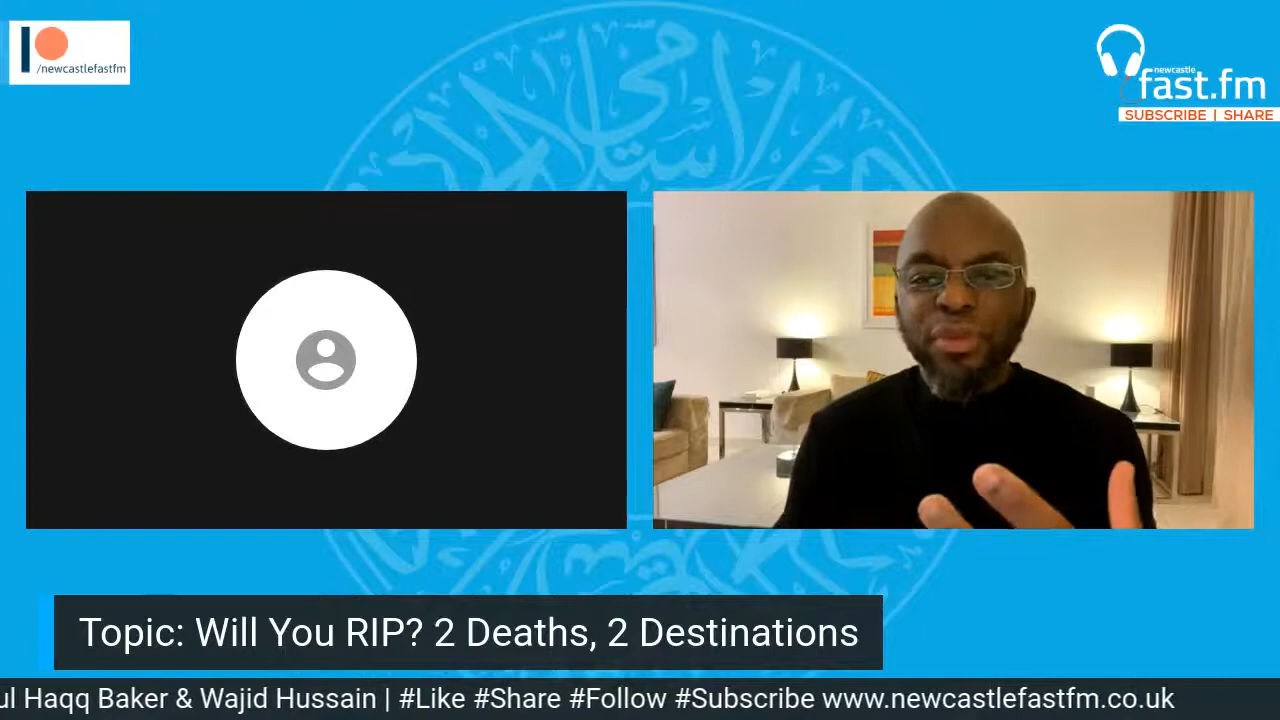 /newcastlefastfm
newcastle
fast.fm
SUBSCRIBE | SHARE
Topic: Will You RIP? 2 Deaths, 2 Destinations
ul Haqq Baker & Wajid Hussain | #Like #Share #Follow #Subscribe www.newcastlefastfm.co.uk